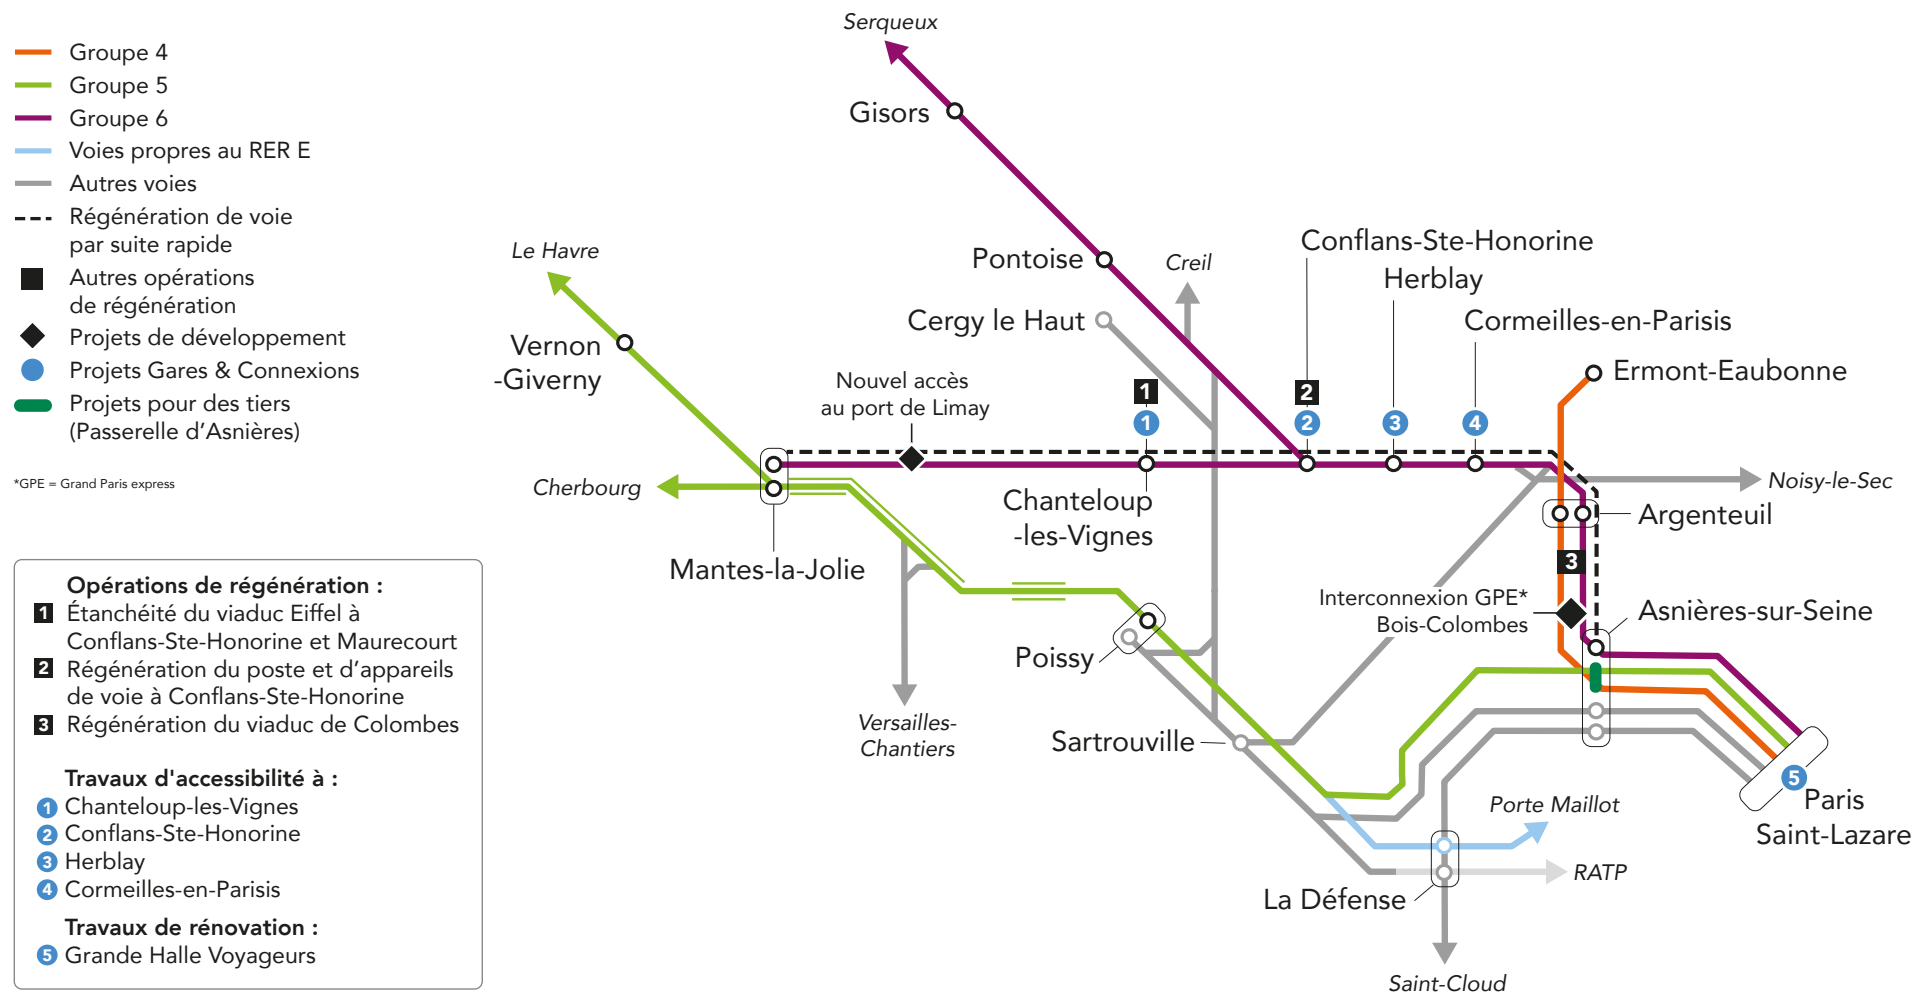 Groupe 4
Groupe 5
Groupe 6
Voies propres au RER E
Autres voies
Régénération de voie
par suite rapide
Autres opérations
de régénération
Projets de développement
Projets Gares & Connexions
Projets pour des tiers
(Passerelle d'Asnières)
*GPE = Grand Paris express
Opérations de régénération :
1 Étanchéité du viaduc Eiffel à
Conflans-Ste-Honorine et Maurecourt
2 Régénération du poste et d'appareils
de voie à Conflans-Ste-Honorine
3 Régénération du viaduc de Colombes
Travaux d'accessibilité à :
1 Chanteloup-les-Vignes
2 Conflans-Ste-Honorine
3 Herblay
4 Cormeilles-en-Parisis
Travaux de rénovation :
5 Grande Halle Voyageurs
Serqueux
Gisors
Pontoise
Creil
Cergy le Haut
Conflans-Ste-Honorine
Herblay
Cormeilles-en-Parisis
Ermont-Eaubonne
Le Havre
Vernon
-Giverny
Nouvel accès
au port de Limay
1
2
1
2
3
4
Cherbourg
Mantes-la-Jolie
Chanteloup
-les-Vignes
Noisy-le-Sec
Argenteuil
3
Interconnexion GPE*
Bois-Colombes
Asnières-sur-Seine
Poissy
Versailles-
Chantiers
Sartrouville
5
Paris
Saint-Lazare
Porte Maillot
RATP
La Défense
Saint-Cloud